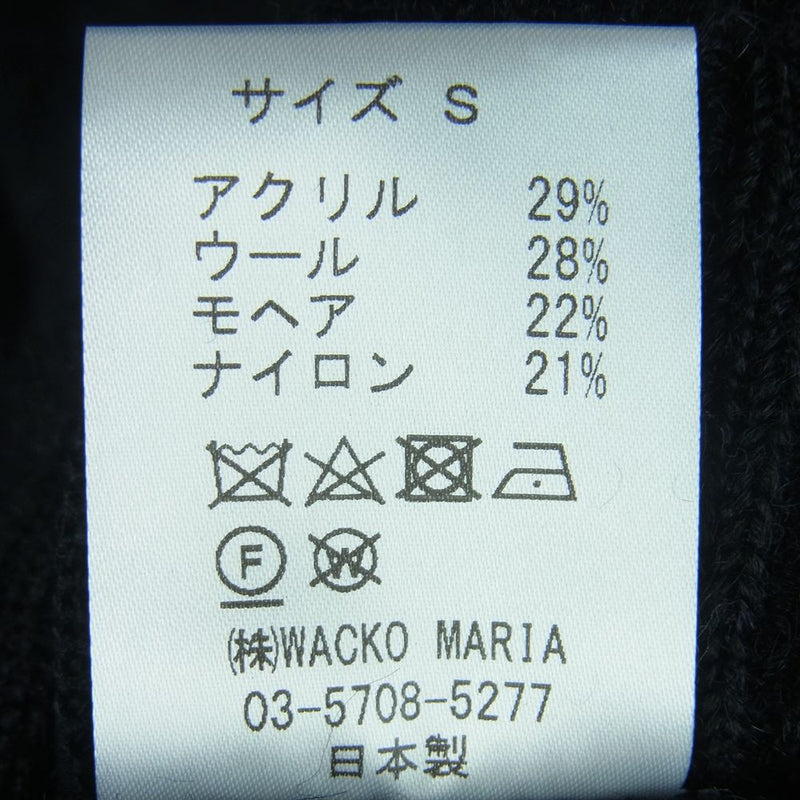 サイズ S
アクリル 29%
ウール 28%
モヘア 22%
ナイロン 21%
F W
㈱WACKO MARIA
03-5708-5277
日本製